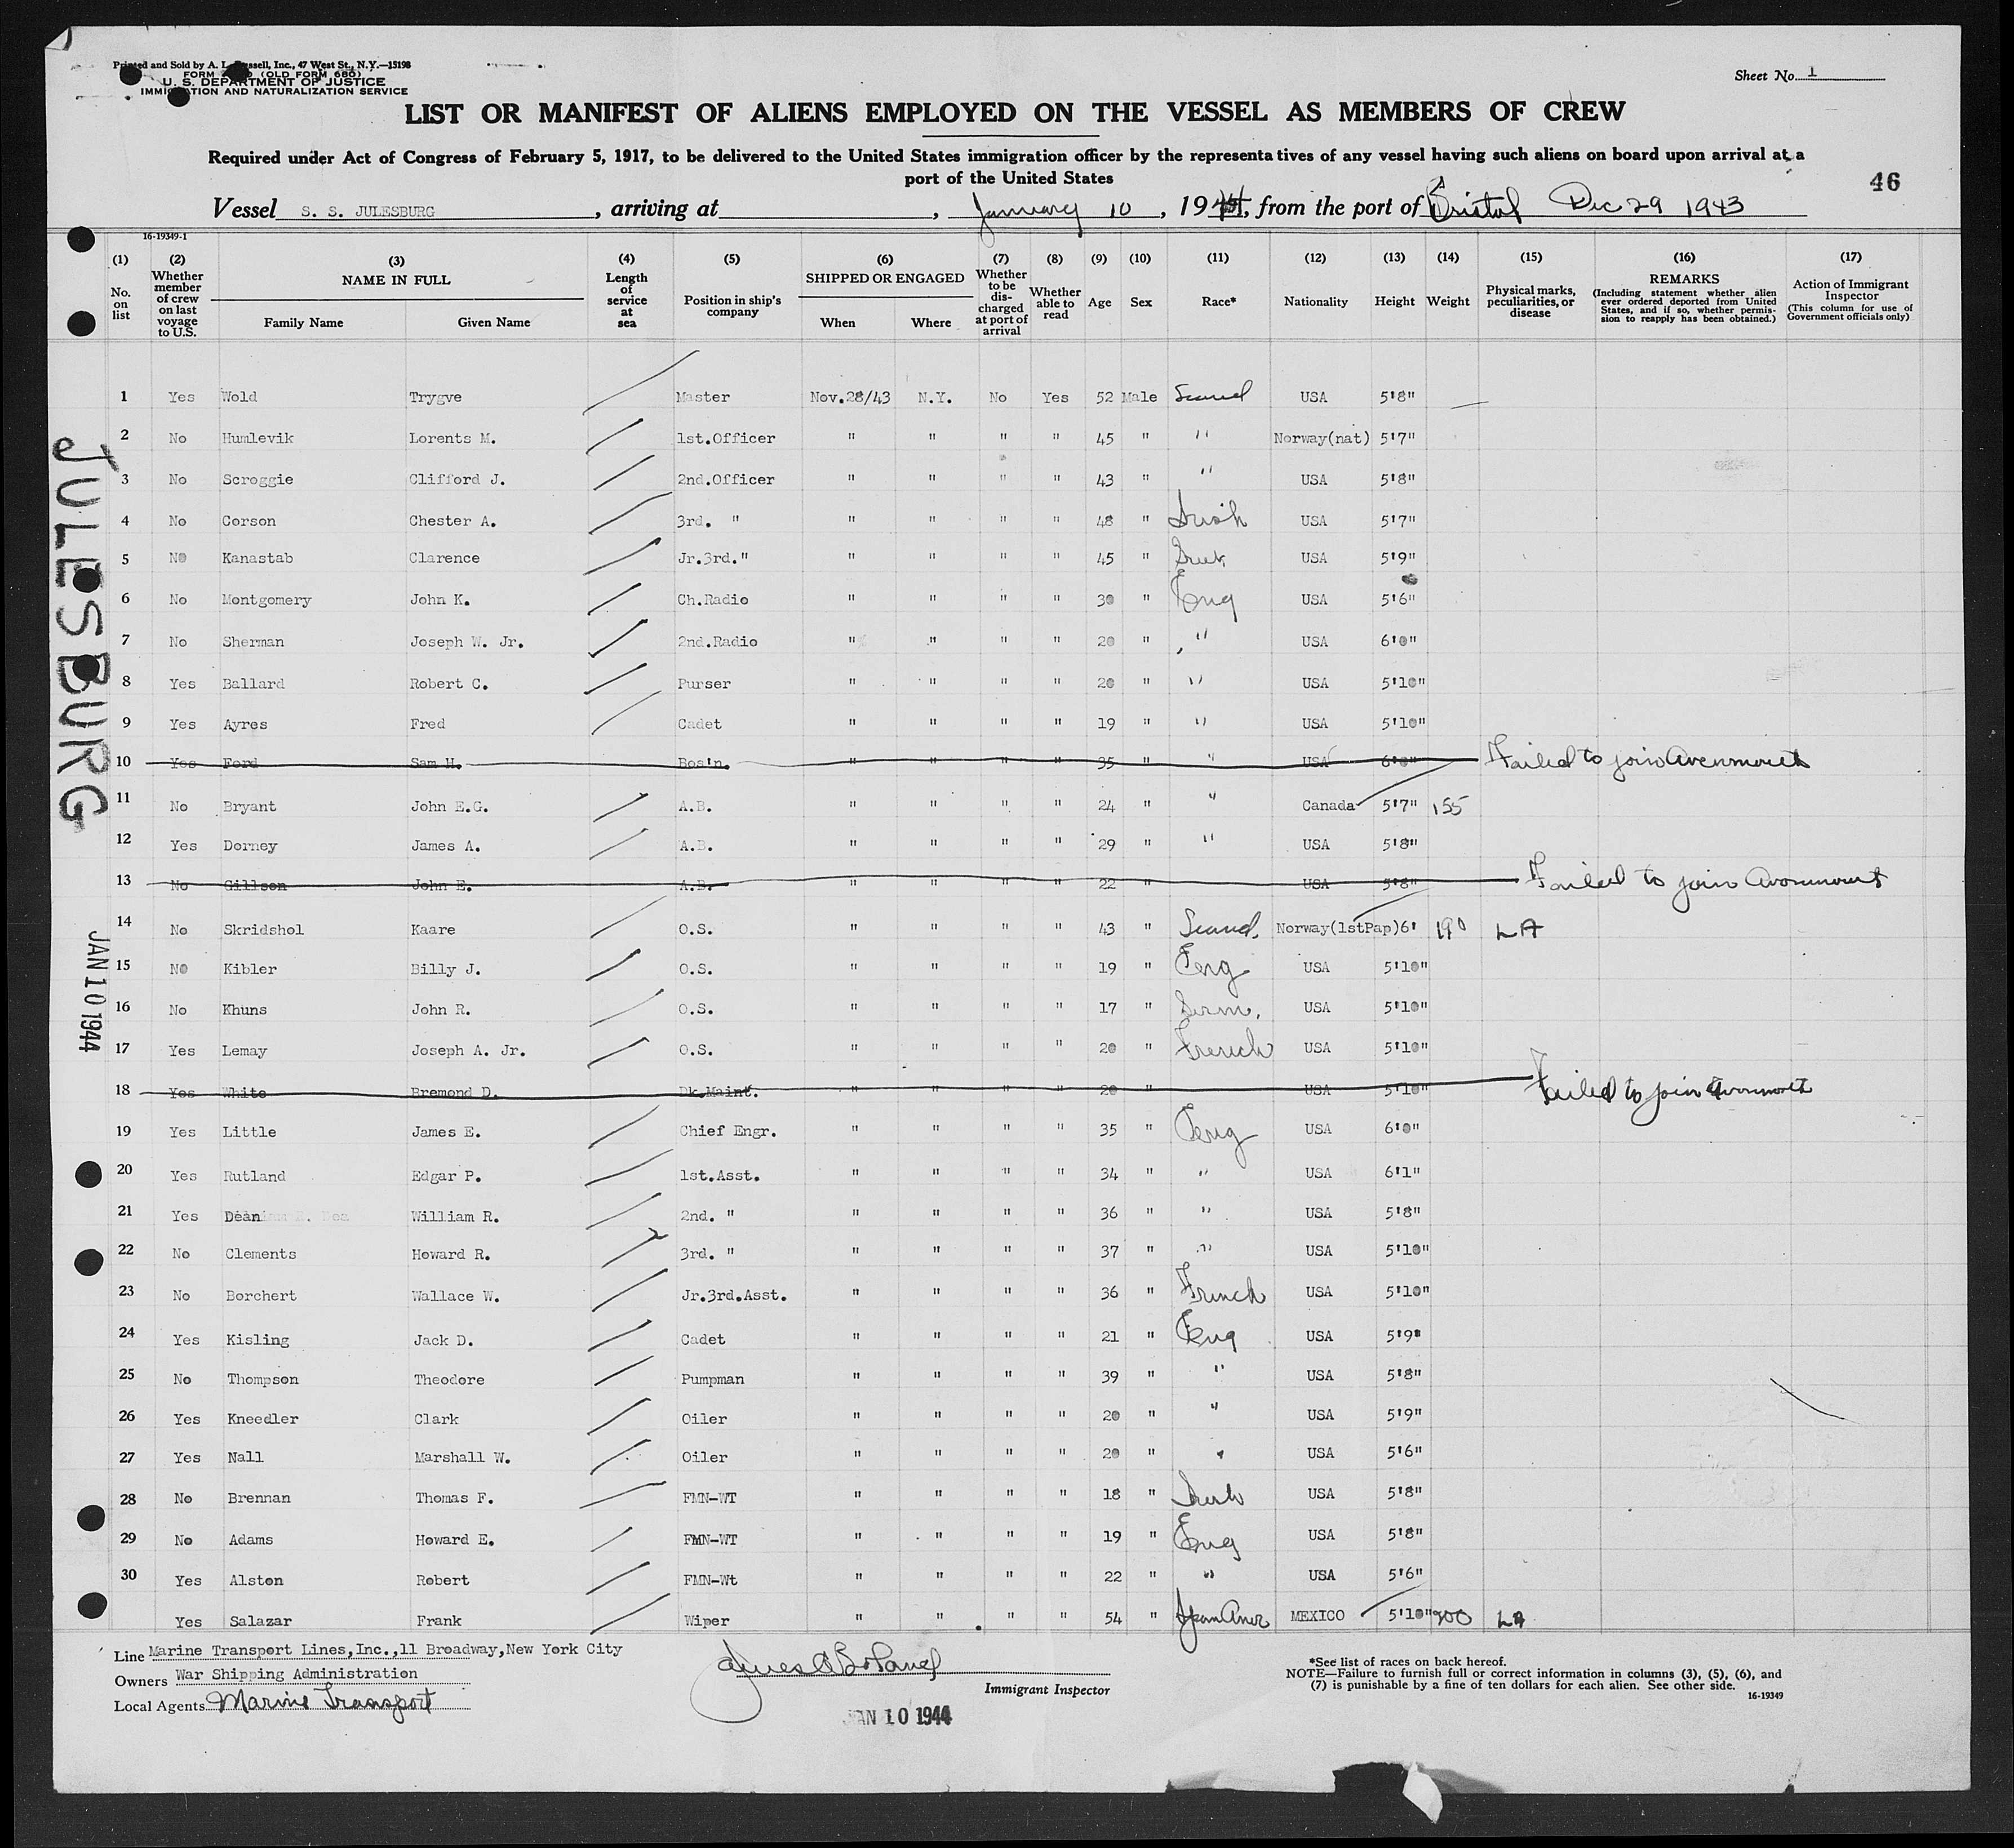 Printed and Sold by A. L. Russell, Inc., 47 West St., N.Y.—15198
FORM (OLD FORM 680)
U. S. DEPARTMENT OF JUSTICE
IMMIGRATION AND NATURALIZATION SERVICE
Sheet No. 1
LIST OR MANIFEST OF ALIENS EMPLOYED ON THE VESSEL AS MEMBERS OF CREW
Required under Act of Congress of February 5, 1917, to be delivered to the United States immigration officer by the representatives of any vessel having such aliens on board upon arrival at a
port of the United States
46
Vessel S. S. JULESBURG, arriving at , January 10, 1944, from the port of Bristol Dec 29 1943
16-19349-1
(1) (2) (3) (4) (5) (6) (7) (8) (9) (10) (11) (12) (13) (14) (15) (16) (17)
No. on list
Whether member of crew on last voyage to U.S.
NAME IN FULL
Family Name Given Name
Length of service at sea
Position in ship's company
SHIPPED OR ENGAGED
When Where
Whether to be discharged at port of arrival
Whether able to read
Age Sex Race* Nationality Height Weight
Physical marks, peculiarities, or disease
REMARKS
(Including statement whether alien ever ordered deported from United States, and if so, whether permission to reapply has been obtained.)
Action of Immigrant Inspector
(This column for use of Government officials only)
1 Yes Wold Trygve Master Nov.28/43 N.Y. No Yes 52 Male Scand USA 5'8"
2 No Humlevik Lorents M. 1st.Officer " " " " 45 " " Norway(nat) 5'7"
3 No Scroggie Clifford J. 2nd.Officer " " " " 43 " " USA 5'8"
4 No Corson Chester A. 3rd. " " " " " 48 " Irish USA 5'7"
5 No Kanastab Clarence Jr.3rd." " " " " 45 " USA 5'9"
6 No Montgomery John K. Ch.Radio " " " " 30 " Eng USA 5'6"
7 No Sherman Joseph W. Jr. 2nd.Radio " " " " 20 " " USA 6'0"
8 Yes Ballard Robert C. Purser " " " " 20 " " USA 5'10"
9 Yes Ayres Fred Cadet " " " " 19 " " USA 5'10"
10 Yes Ford Sam H. Bos'n. " " " " 35 " " USA 6'0" Failed to join Avonmouth
11 No Bryant John E.G. A.B. " " " " 24 " " Canada 5'7" 155
12 Yes Dorney James A. A.B. " " " " 29 " " USA 5'8"
13 No Gillson John E. A.B. " " " " 22 " USA 5'8" Failed to join Avonmouth
14 No Skridshol Kaare O.S. " " " " 43 " Scand. Norway(1stPap) 6' 190 LA
15 No Kibler Billy J. O.S. " " " " 19 " Eng USA 5'10"
16 No Khuns John R. O.S. " " " " 17 " Germ. USA 5'10"
17 Yes Lemay Joseph A. Jr. O.S. " " " " 20 " French USA 5'10"
18 Yes White Bremond D. Dk.Maint. " " " " 20 " USA 5'10" Failed to join Avonmouth
19 Yes Little James E. Chief Engr. " " " " 35 " Eng USA 6'0"
20 Yes Rutland Edgar P. 1st.Asst. " " " " 34 " " USA 6'1"
21 Yes Dean William R. 2nd. " " " " " 36 " " USA 5'8"
22 No Clements Howard R. 3rd. " " " " " 37 " " USA 5'10"
23 No Borchert Wallace W. Jr.3rd.Asst. " " " " 36 " French USA 5'10"
24 Yes Kisling Jack D. Cadet " " " " 21 " Eng USA 5'9"
25 No Thompson Theodore Pumpman " " " " 39 " " USA 5'8"
26 Yes Kneedler Clark Oiler " " " " 20 " " USA 5'9"
27 Yes Nall Marshall W. Oiler " " " " 20 " " USA 5'6"
28 No Brennan Thomas F. FMN-WT " " " " 18 " Irish USA 5'8"
29 No Adams Howard E. FMN-WT " " " " 19 " Eng USA 5'8"
30 Yes Alston Robert FMN-Wt " " " " 22 " " USA 5'6"
Yes Salazar Frank Wiper " " " " 54 " Span Amer MEXICO 5'10" 200 LA
JULESBURG
JAN 10 1944
Line Marine Transport Lines,Inc.,11 Broadway,New York City
Owners War Shipping Administration
Local Agents Marine Transport
Immigrant Inspector
JAN 10 1944
*See list of races on back hereof.
NOTE—Failure to furnish full or correct information in columns (3), (5), (6), and
(7) is punishable by a fine of ten dollars for each alien. See other side.
16-19349